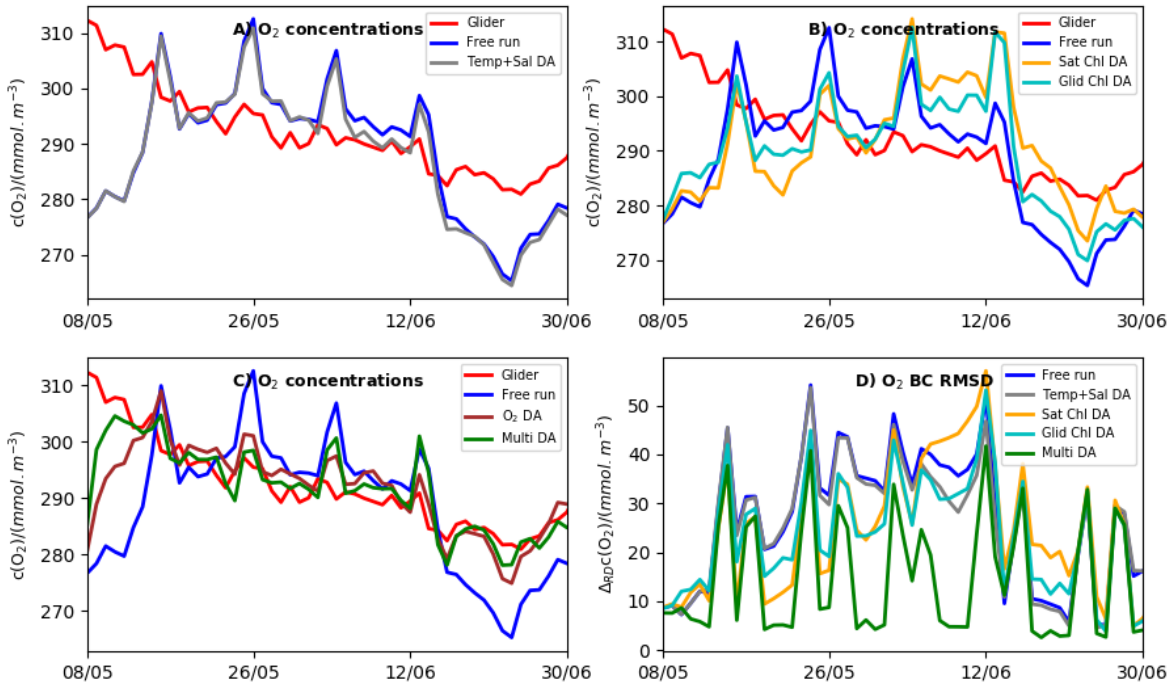 A) O₂ concentrations
Glider
Free run
Temp+Sal DA
c(O₂)/(mmol. m⁻³)
310
300
290
280
270
08/05
26/05
12/06
30/06
B) O₂ concentrations
Glider
Free run
Sat Chl DA
Glid Chl DA
c(O₂)/(mmol. m⁻³)
310
300
290
280
270
08/05
26/05
12/06
30/06
C) O₂ concentrations
Glider
Free run
O₂ DA
Multi DA
c(O₂)/(mmol. m⁻³)
310
300
290
280
270
08/05
26/05
12/06
30/06
D) O₂ BC RMSD
Free run
Temp+Sal DA
Sat Chl DA
Glid Chl DA
Multi DA
Δ_RD c(O₂)/(mmol. m⁻³)
50
40
30
20
10
0
08/05
26/05
12/06
30/06